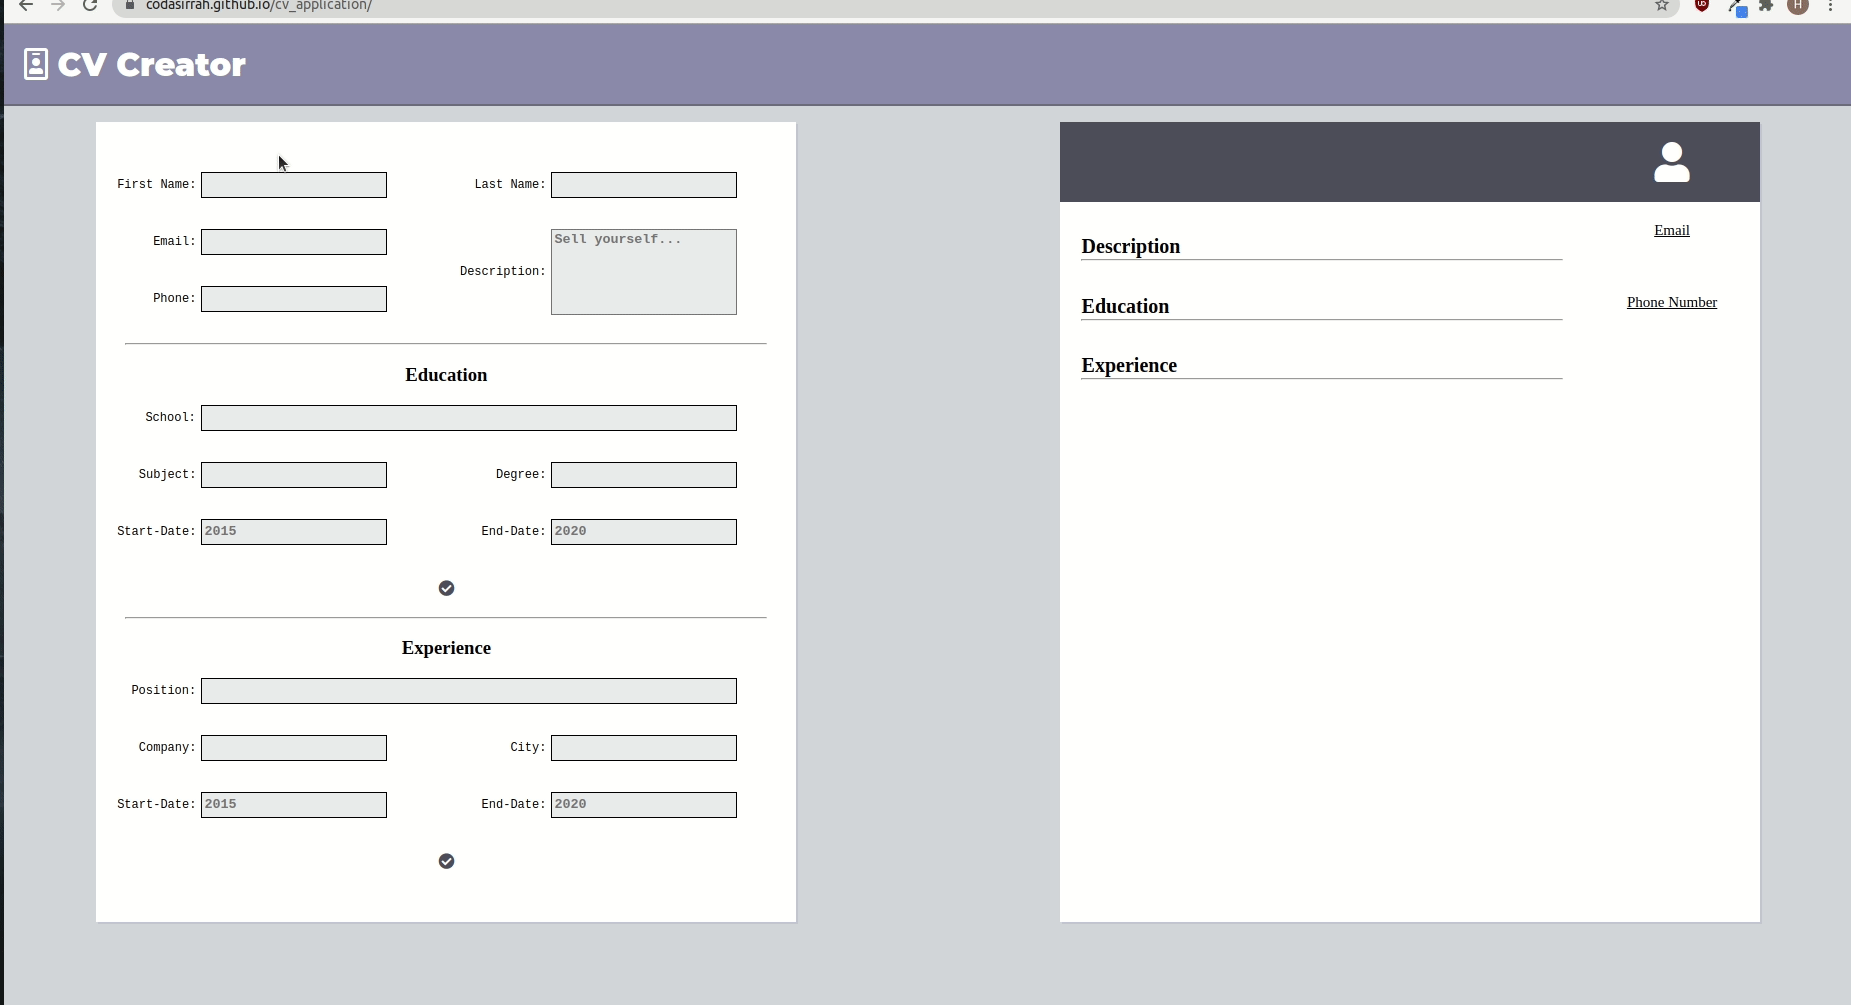 codasirrah.github.io/cv_application/
H
CV Creator
First Name:
Last Name:
Email:
Sell yourself...
Description:
Phone:
Education
School:
Subject:
Degree:
Start-Date: 2015
End-Date: 2020
Experience
Position:
Company:
City:
Start-Date: 2015
End-Date: 2020
Email
Description
Education
Phone Number
Experience